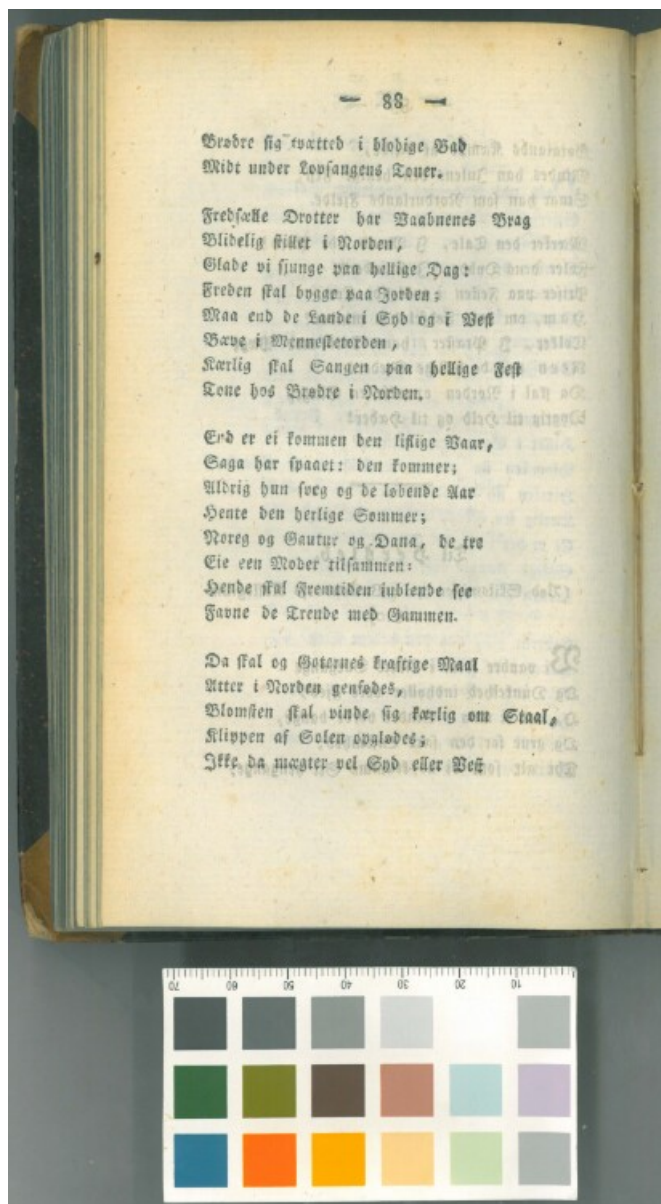 — 88 —
Brødre sig tvætted i blodige Bad
Midt under Lovsangens Toner.
Fredsælle Drotter har Vaabnenes Brag
Blidelig stillet i Norden,
Glade vi sjunge paa hellige Dag:
Freden skal bygge paa Jorden;
Maa end de Lande i Syd og i Vest
Bæve i Mennesketorden,
Kærlig skal Sangen paa hellige Fest
Tone hos Brødre i Norden.
End er ei kommen den liflige Vaar,
Saga har spaaet: den kommer;
Aldrig hun sveg og de løbende Aar
Hente den herlige Sommer;
Noreg og Gautur og Dana, de tre
Eie een Moder tilsammen:
Hende skal Fremtiden iublende see
Favne de Trende med Gammen.
Da skal og Goternes kraftige Maal
Atter i Norden genfødes,
Blomsten skal vinde sig kærlig om Staal,
Klippen af Solen opglødes;
Ikke da mægter vel Syd eller Vest
70 60 50 40 30 20 10